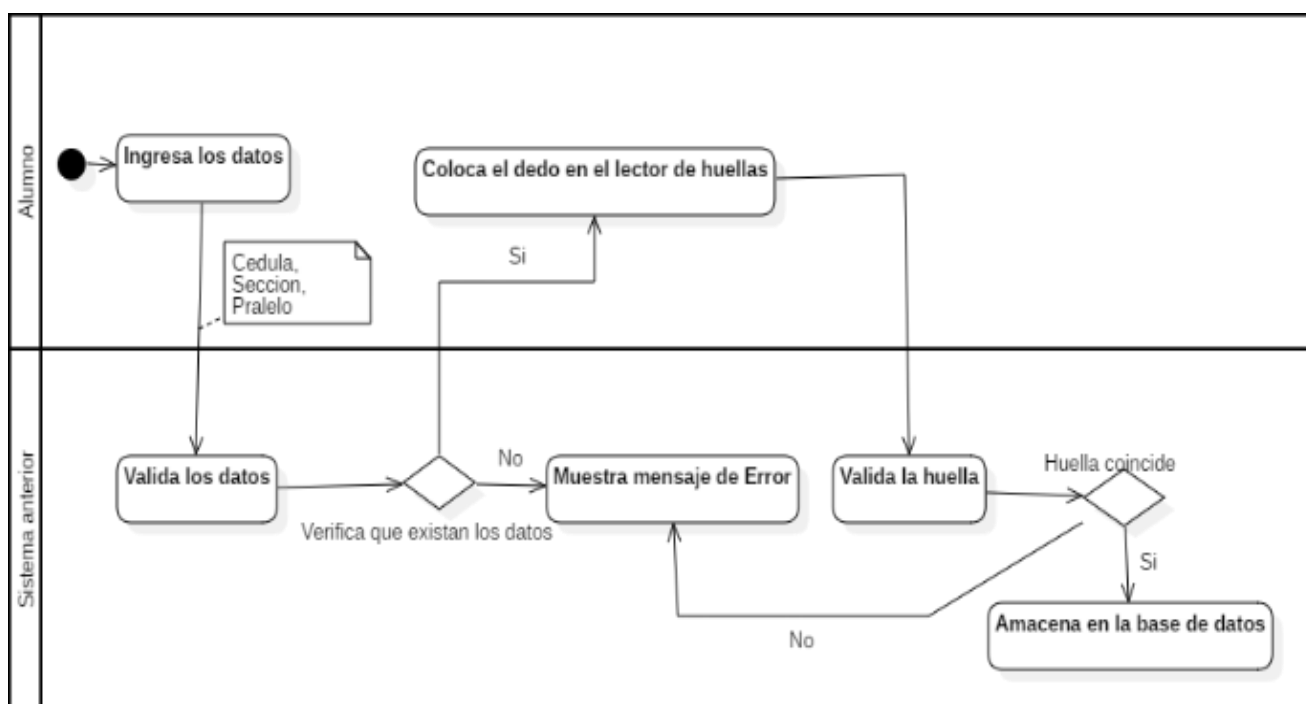 Alumno
Ingresa los datos
Coloca el dedo en el lector de huellas
Si
Cedula,
Seccion,
Pralelo
Sistema anterior
Valida los datos
No
Verifica que existan los datos
Muestra mensaje de Error
Valida la huella
Huella coincide
Si
No
Amacena en la base de datos